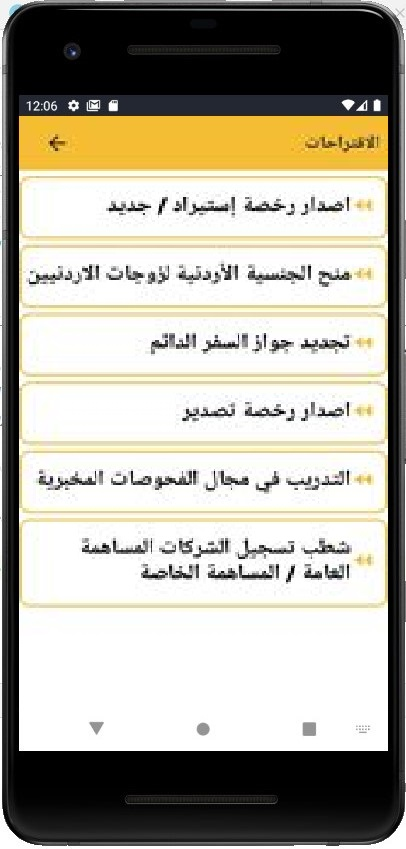 12:06
الاقتراحات
اصدار رخصة إستيراد / جديد
منح الجنسية الأردنية لزوجات الاردنيين
تجديد جواز السفر الدائم
اصدار رخصة تصدير
التدريب في مجال الفحوصات المخبرية
شطب تسجيل الشركات المساهمة
العامة / المساهمة الخاصة